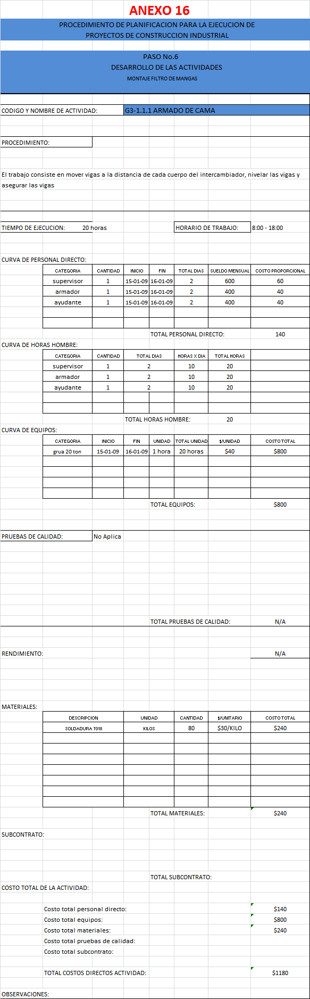 ANEXO 16
PROCEDIMIENTO DE PLANIFICACION PARA LA EJECUCION DE
PROYECTOS DE CONSTRUCCION INDUSTRIAL
PASO No.6
DESARROLLO DE LAS ACTIVIDADES
MONTAJE FILTRO DE MANGAS
CODIGO Y NOMBRE DE ACTIVIDAD: G3-1.1.1 ARMADO DE CAMA
PROCEDIMIENTO:
El trabajo consiste en mover vigas a la distancia de cada cuerpo del intercambiador, nivelar las vigas y
asegurar las vigas
TIEMPO DE EJECUCION: 20 horas HORARIO DE TRABAJO: 8:00 - 18:00
CURVA DE PERSONAL DIRECTO:
CATEGORIA CANTIDAD INICIO FIN TOTAL DIAS SUELDO MENSUAL COSTO PROPORCIONAL
supervisor 1 15-01-09 16-01-09 2 600 60
armador 1 15-01-09 16-01-09 2 400 40
ayudante 1 15-01-09 16-01-09 2 400 40
TOTAL PERSONAL DIRECTO: 140
CURVA DE HORAS HOMBRE:
CATEGORIA CANTIDAD TOTAL DIAS HORAS X DIA TOTAL HORAS
supervisor 1 2 10 20
armador 1 2 10 20
ayudante 1 2 10 20
TOTAL HORAS HOMBRE: 20
CURVA DE EQUIPOS:
CATEGORIA INICIO FIN UNIDAD TOTAL UNIDAD $/UNIDAD COSTO TOTAL
grua 20 ton 15-01-09 16-01-09 1 hora 20 horas $40 $800
TOTAL EQUIPOS: $800
PRUEBAS DE CALIDAD: No Aplica
TOTAL PRUEBAS DE CALIDAD: N/A
RENDIMIENTO: N/A
MATERIALES:
DESCRIPCION UNIDAD CANTIDAD $/UNITARIO COSTO TOTAL
SOLDADURA 7018 KILOS 80 $30/KILO $240
TOTAL MATERIALES: $240
SUBCONTRATO:
TOTAL SUBCONTRATO:
COSTO TOTAL DE LA ACTIVIDAD:
Costo total personal directo: $140
Costo total equipos: $800
Costo total materiales: $240
Costo total pruebas de calidad:
Costo total subcontrato:
TOTAL COSTOS DIRECTOS ACTIVIDAD: $1180
OBSERVACIONES: